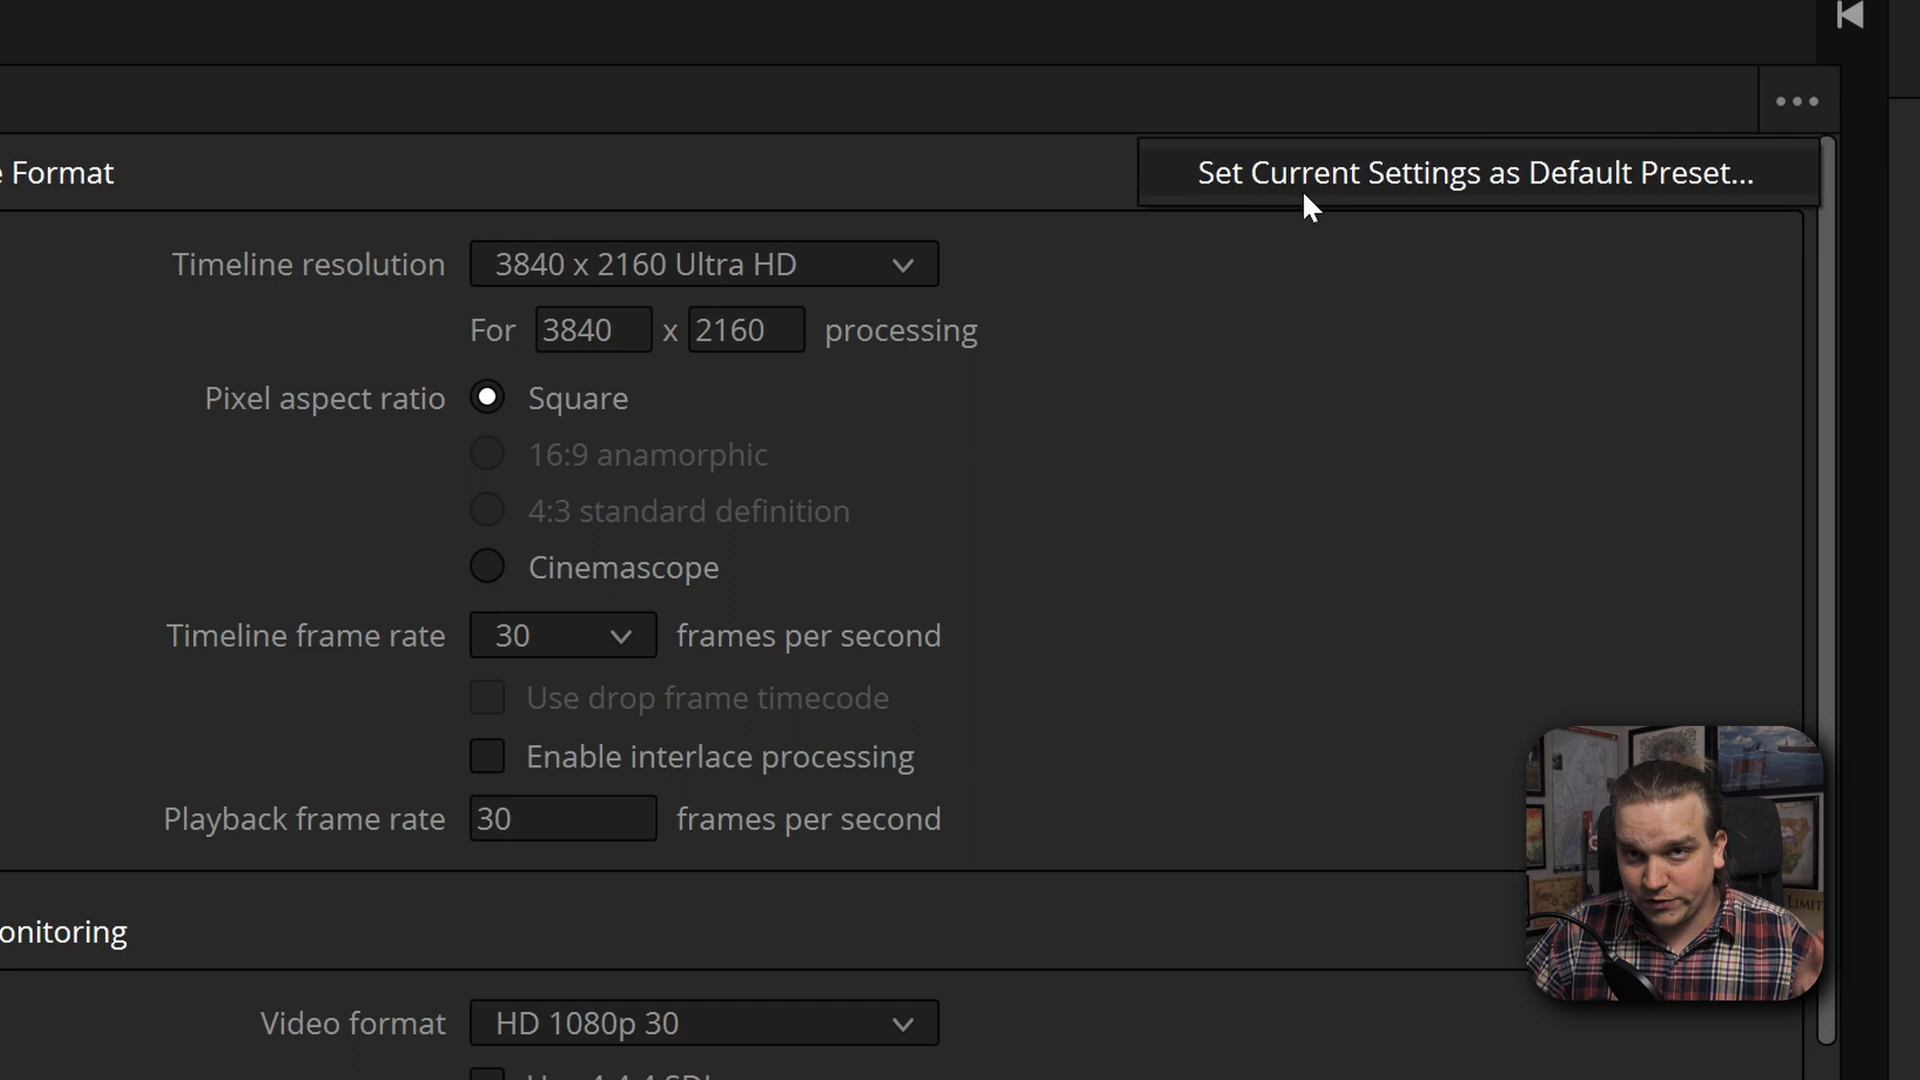 e Format
Set Current Settings as Default Preset...
Timeline resolution 3840 x 2160 Ultra HD
For 3840 x 2160 processing
Pixel aspect ratio Square
16:9 anamorphic
4:3 standard definition
Cinemascope
Timeline frame rate 30 frames per second
Use drop frame timecode
Enable interlace processing
Playback frame rate 30 frames per second
LIMIT
onitoring
Video format HD 1080p 30